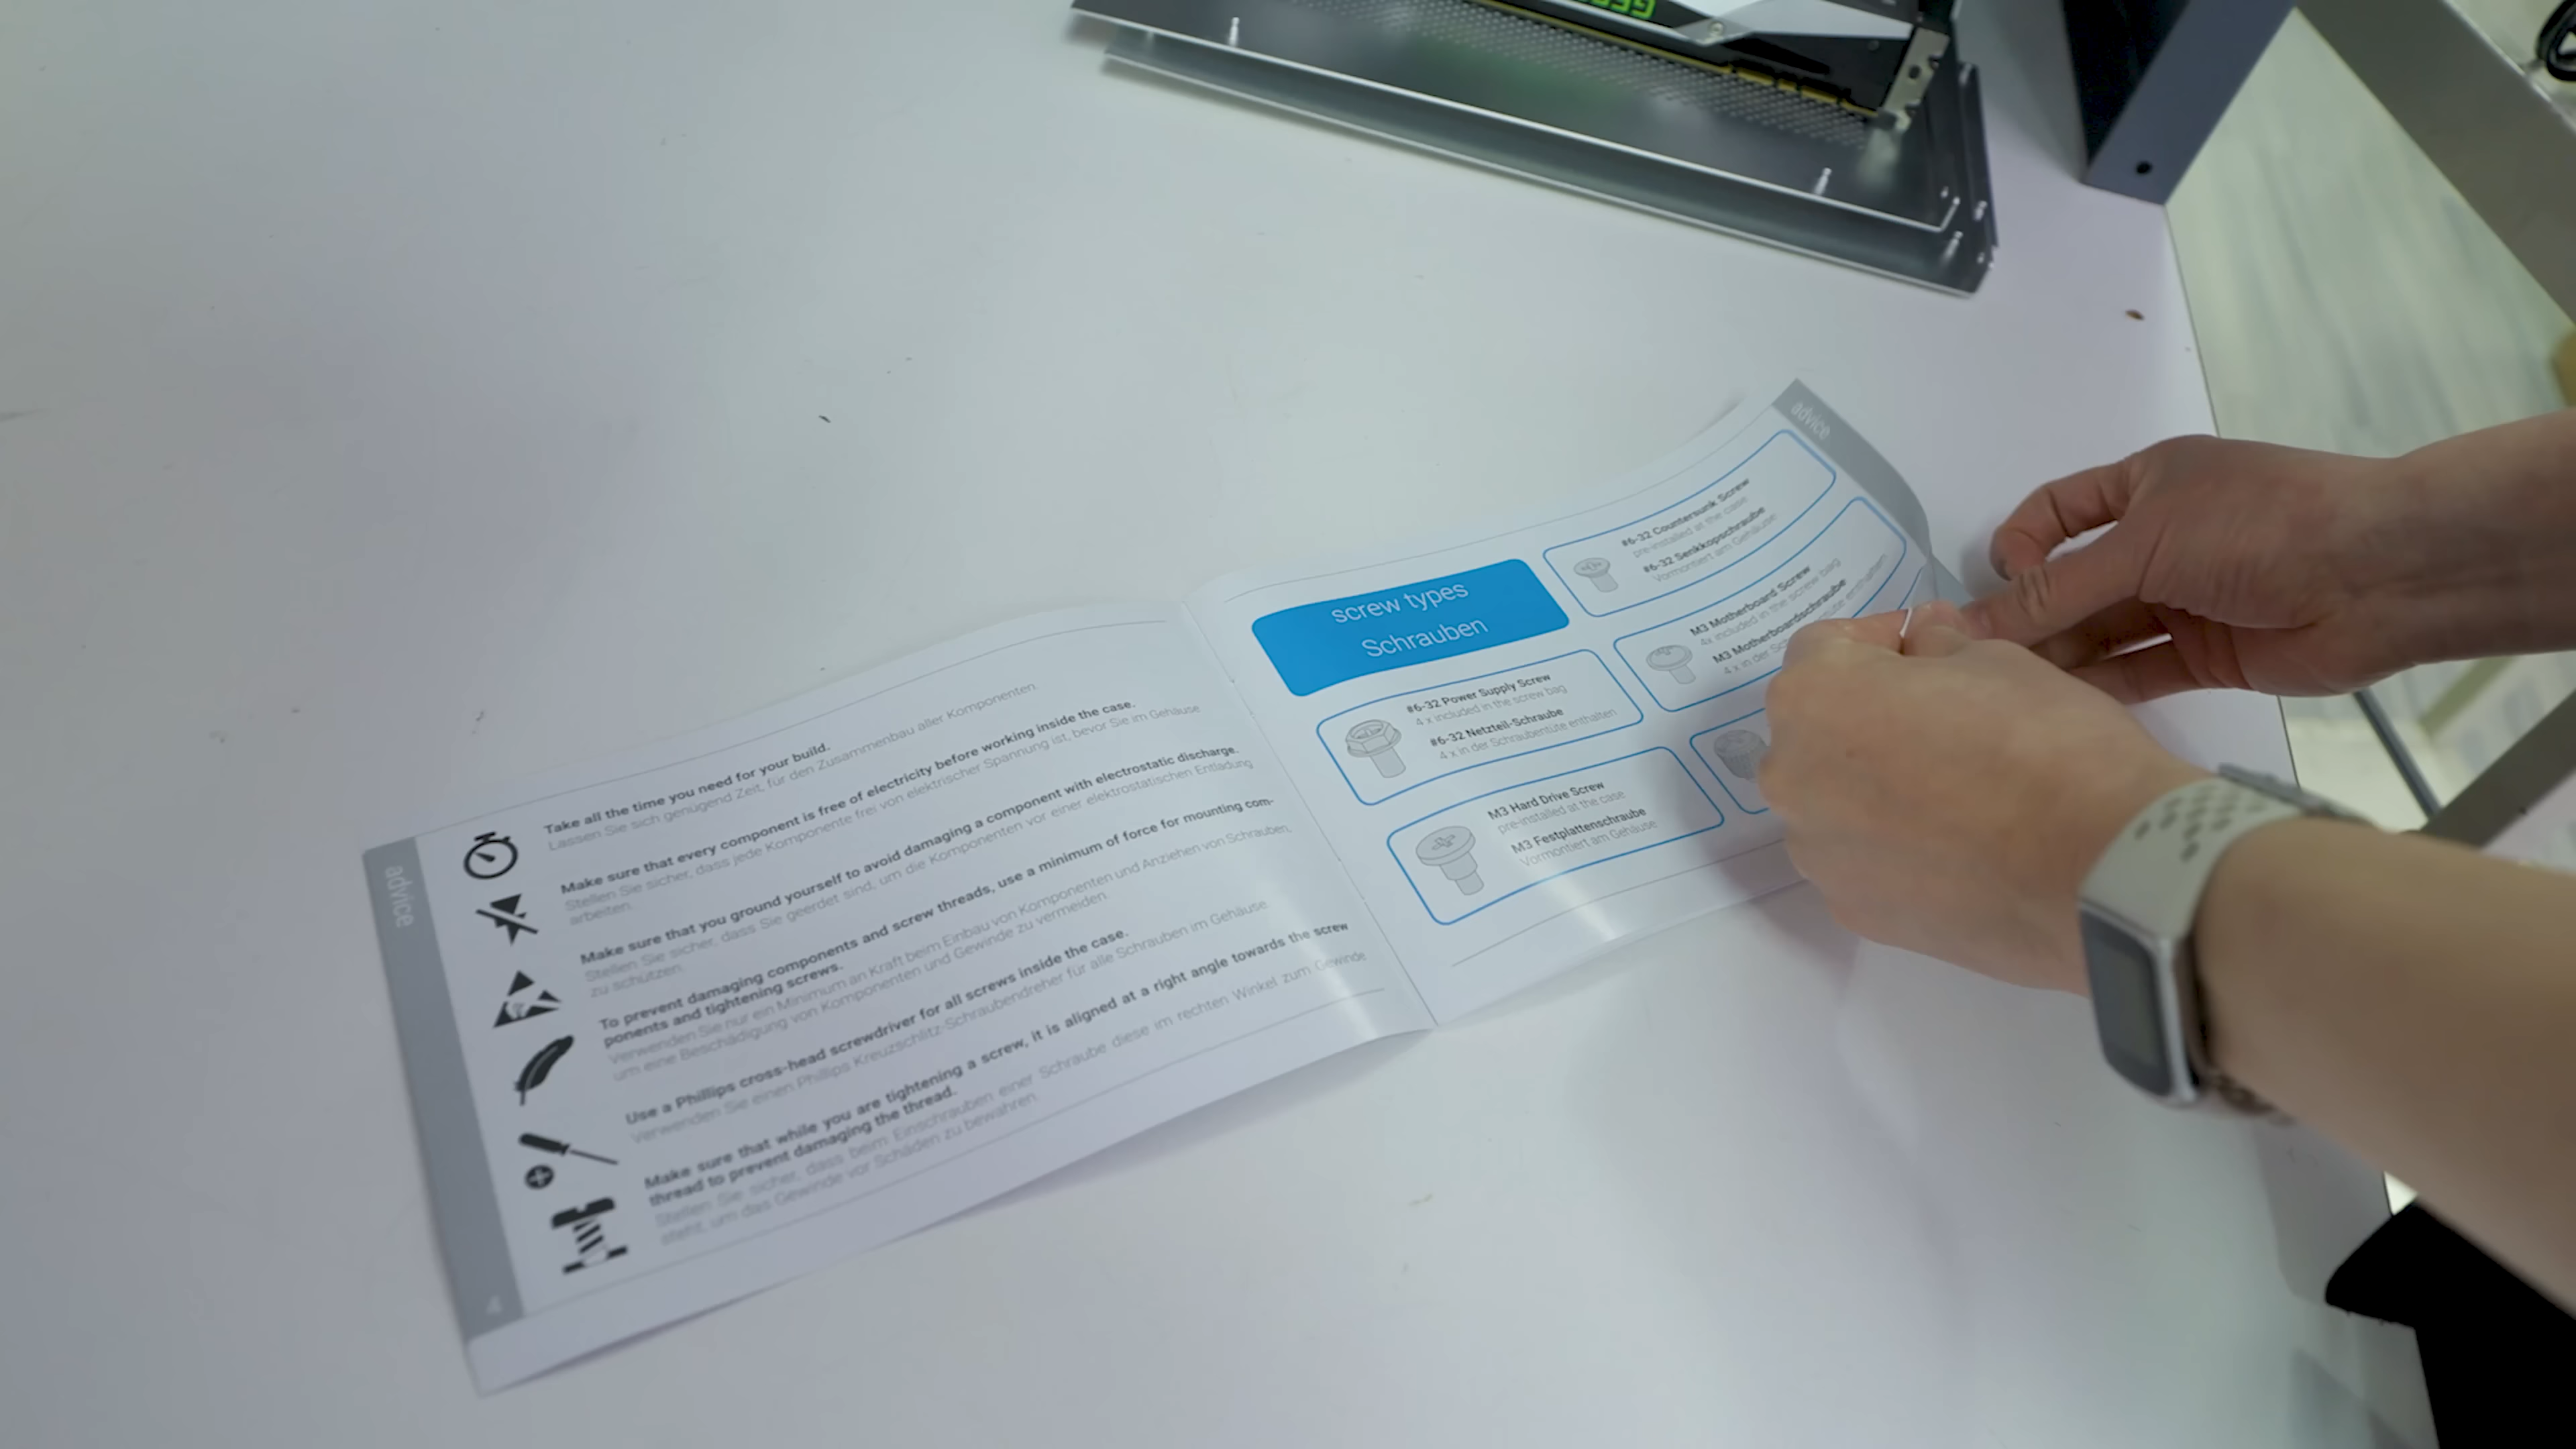 advice
Take all the time you need for your build.
Lassen Sie sich genügend Zeit, für den Zusammenbau aller Komponenten
Make sure that every component is free of electricity before working inside the case.
Stellen Sie sicher, dass jede Komponente frei von elektrischer Spannung ist, bevor Sie im Gehäuse
arbeiten.
Make sure that you ground yourself to avoid damaging a component with electrostatic discharge.
Stellen Sie sicher, dass Sie geerdet sind, um die Komponenten vor einer elektrostatischen Entladung
zu schützen.
To prevent damaging components and screw threads, use a minimum of force for mounting com-
ponents and tightening screws.
Verwenden Sie nur ein Minimum an Kraft beim Einbau von Komponenten und Anziehen von Schrauben,
um eine Beschädigung von Komponenten und Gewinde zu vermeiden.
Use a Phillips cross-head screwdriver for all screws inside the case.
Verwenden Sie einen Phillips Kreuzschlitz-Schraubendreher für alle Schrauben im Gehäuse.
Make sure that while you are tightening a screw, it is aligned at a right angle towards the screw
thread to prevent damaging the thread.
Stellen Sie sicher, dass beim Einschrauben einer Schraube diese im rechten Winkel zum Gewinde
steht, um das Gewinde vor Schäden zu bewahren.
4
advice
screw types
Schrauben
#6-32 Countersunk Screw
pre-installed at the case
#6-32 Senkkopschraube
Vormontiert am Gehäuse
#6-32 Power Supply Screw
4 x included in the screw bag
#6-32 Netzteil-Schraube
4 x in der Schraubentüte enthalten
M3 Motherboard Screw
4x included in the screw bag
M3 Motherboardschraube
4 x in der enthalten
M3 Hard Drive Screw
pre-installed at the case
M3 Festplattenschraube
Vormontiert am Gehäuse